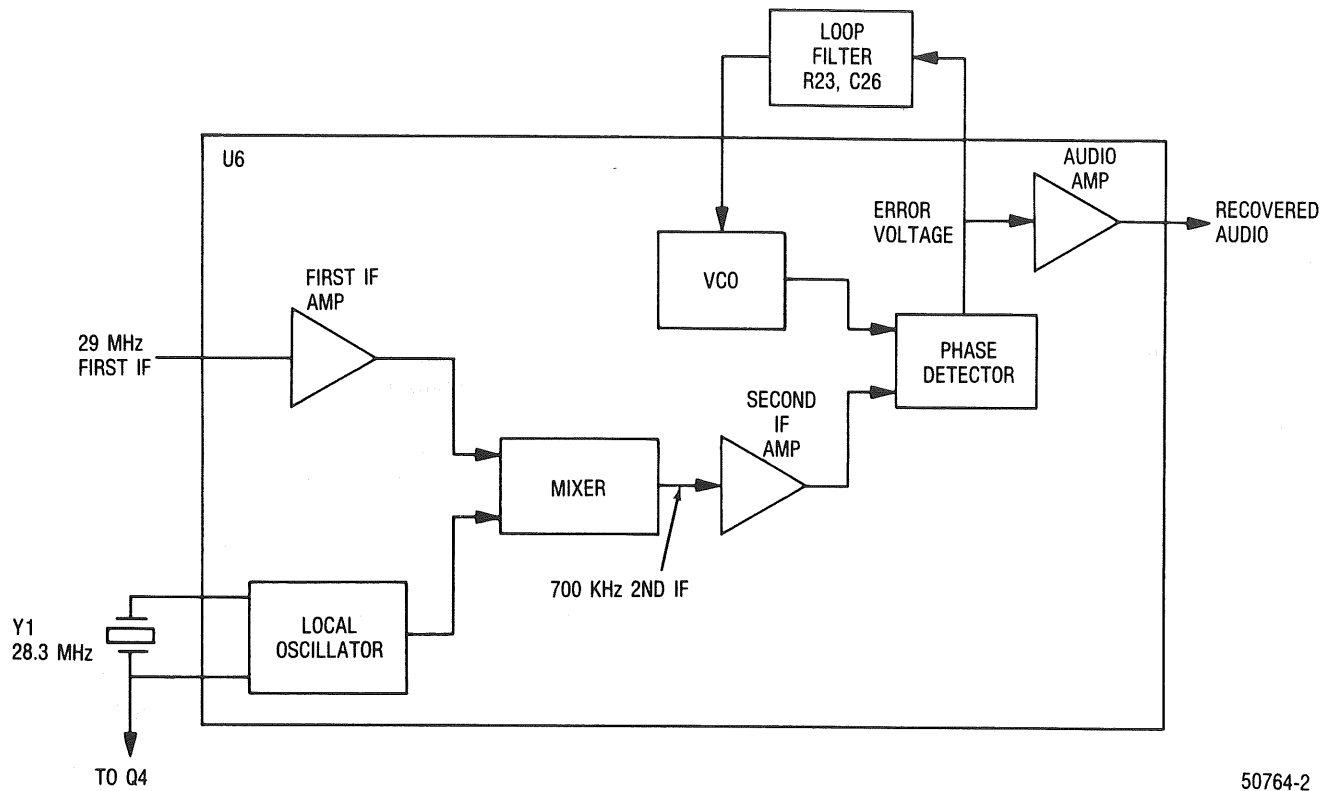 LOOP
FILTER
R23, C26
U6
AUDIO
AMP
ERROR
VOLTAGE
RECOVERED
AUDIO
VCO
FIRST IF
AMP
29 MHz
FIRST IF
PHASE
DETECTOR
SECOND
IF
AMP
MIXER
700 KHz 2ND IF
Y1
28.3 MHz
LOCAL
OSCILLATOR
TO Q4
50764-2